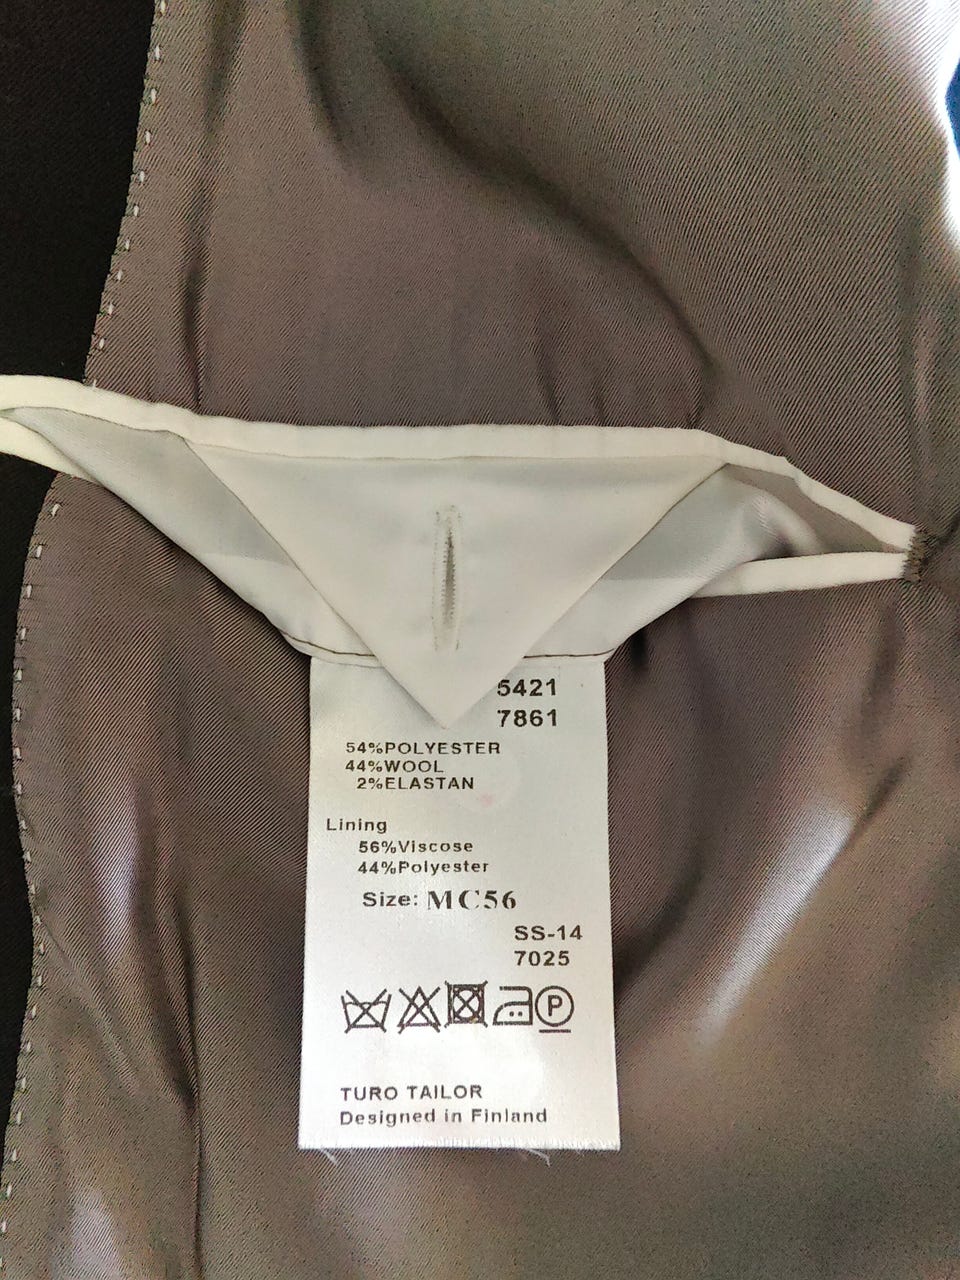 5421
7861
54%POLYESTER
44%WOOL
2%ELASTAN
Lining
56%Viscose
44%Polyester
Size: MC56
SS-14
7025
P
TURO TAILOR
Designed in Finland